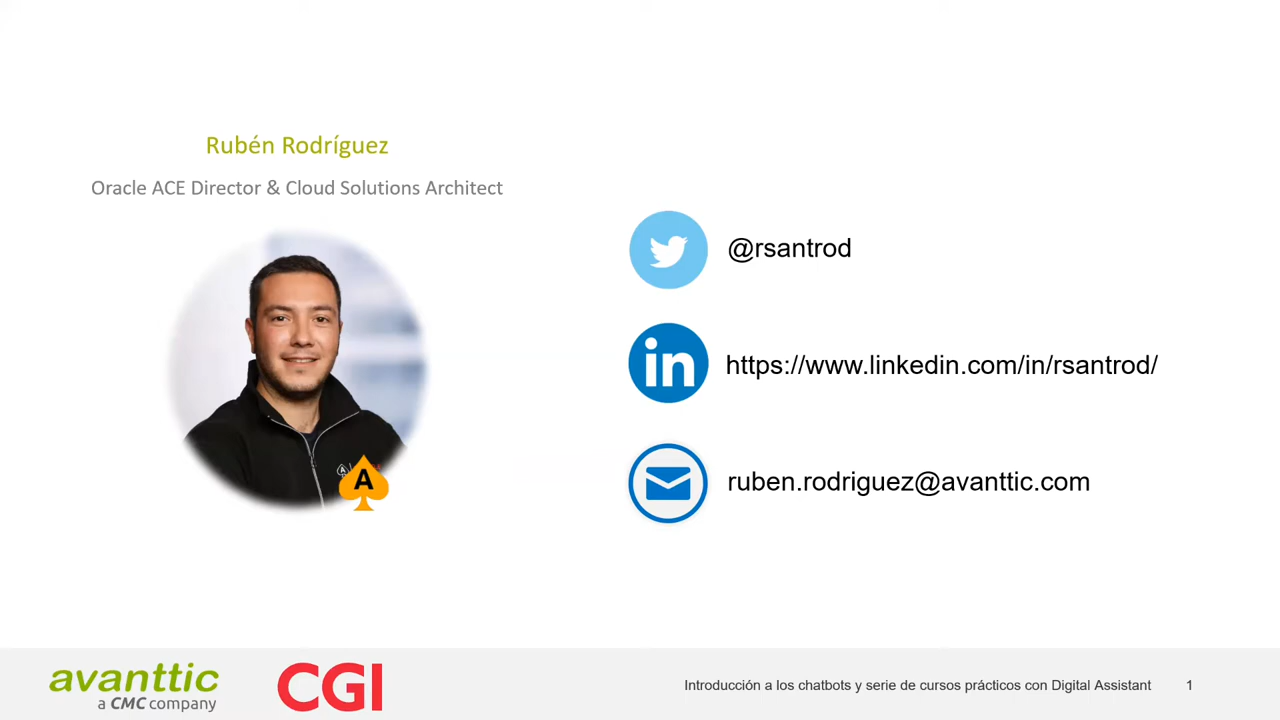 Rubén Rodríguez
Oracle ACE Director & Cloud Solutions Architect
A
@rsantrod
in
https://www.linkedin.com/in/rsantrod/
ruben.rodriguez@avanttic.com
avanttic
a CMC company
CGI
Introducción a los chatbots y serie de cursos prácticos con Digital Assistant 1